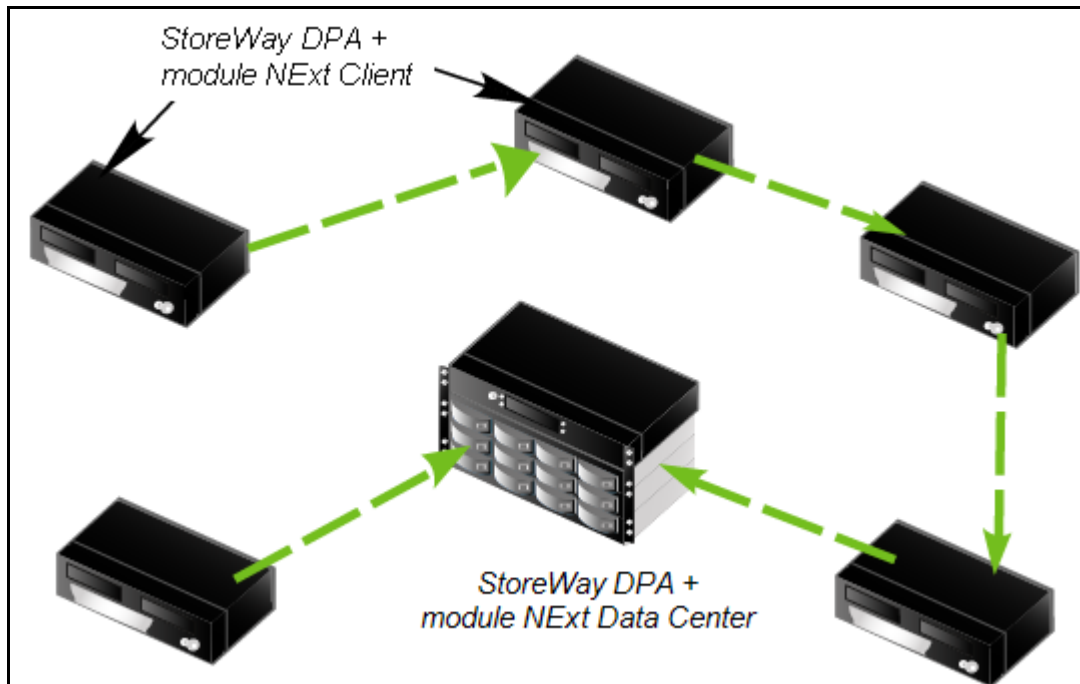 StoreWay DPA +
module NExt Client
StoreWay DPA +
module NExt Data Center